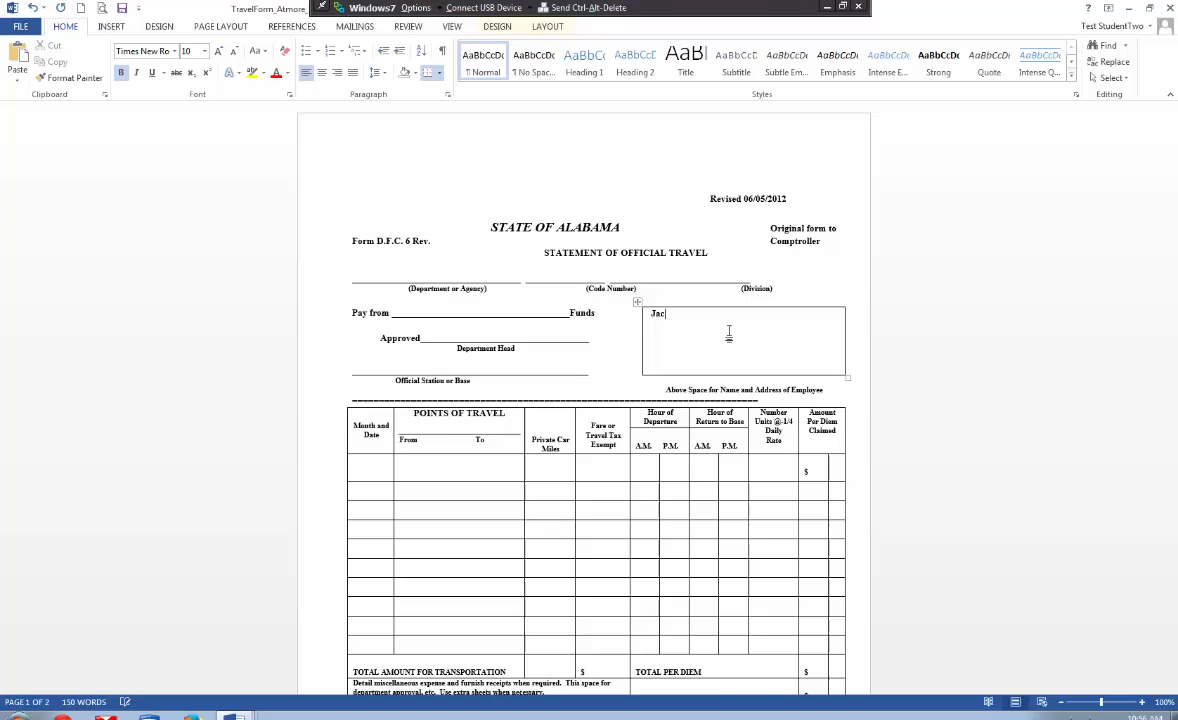 TravelForm_Atmore_
Windows7 Options Connect USB Device Send Ctrl-Alt-Delete
FILE HOME INSERT DESIGN PAGE LAYOUT REFERENCES MAILINGS REVIEW VIEW DESIGN LAYOUT
Test StudentTwo
Paste
Cut
Copy
Format Painter
Clipboard
Times New Ro 10
Font
Paragraph
AaBbCcDc AaBbCcDc AaBbCc AaBbCc AaBl AaBbCcD AaBbCcDc AaBbCcDc AaBbCcDc AaBbCcDc AaBbCcDc AaBbCcDc
¶ Normal ¶ No Spac... Heading 1 Heading 2 Title Subtitle Subtle Em... Emphasis Intense E... Strong Quote Intense Q...
Styles
Find
Replace
Select
Editing
Revised 06/05/2012
STATE OF ALABAMA
Original form to
Comptroller
Form D.F.C. 6 Rev.
STATEMENT OF OFFICIAL TRAVEL
(Department or Agency) (Code Number) (Division)
Pay from Funds
Jac
Approved
Department Head
Official Station or Base
Above Space for Name and Address of Employee
Month and
Date
POINTS OF TRAVEL
From To
Private Car
Miles
Fare or
Travel Tax
Exempt
Hour of
Departure
A.M. P.M.
Hour of
Return to Base
A.M. P.M.
Number
Units @-1/4
Daily
Rate
Amount
Per Diem
Claimed
$
TOTAL AMOUNT FOR TRANSPORTATION $ TOTAL PER DIEM $
Detail miscellaneous expense and furnish receipts when required. This space for
department approval, etc. Use extra sheets when necessary.
PAGE 1 OF 2 150 WORDS 100%
10:56 AM